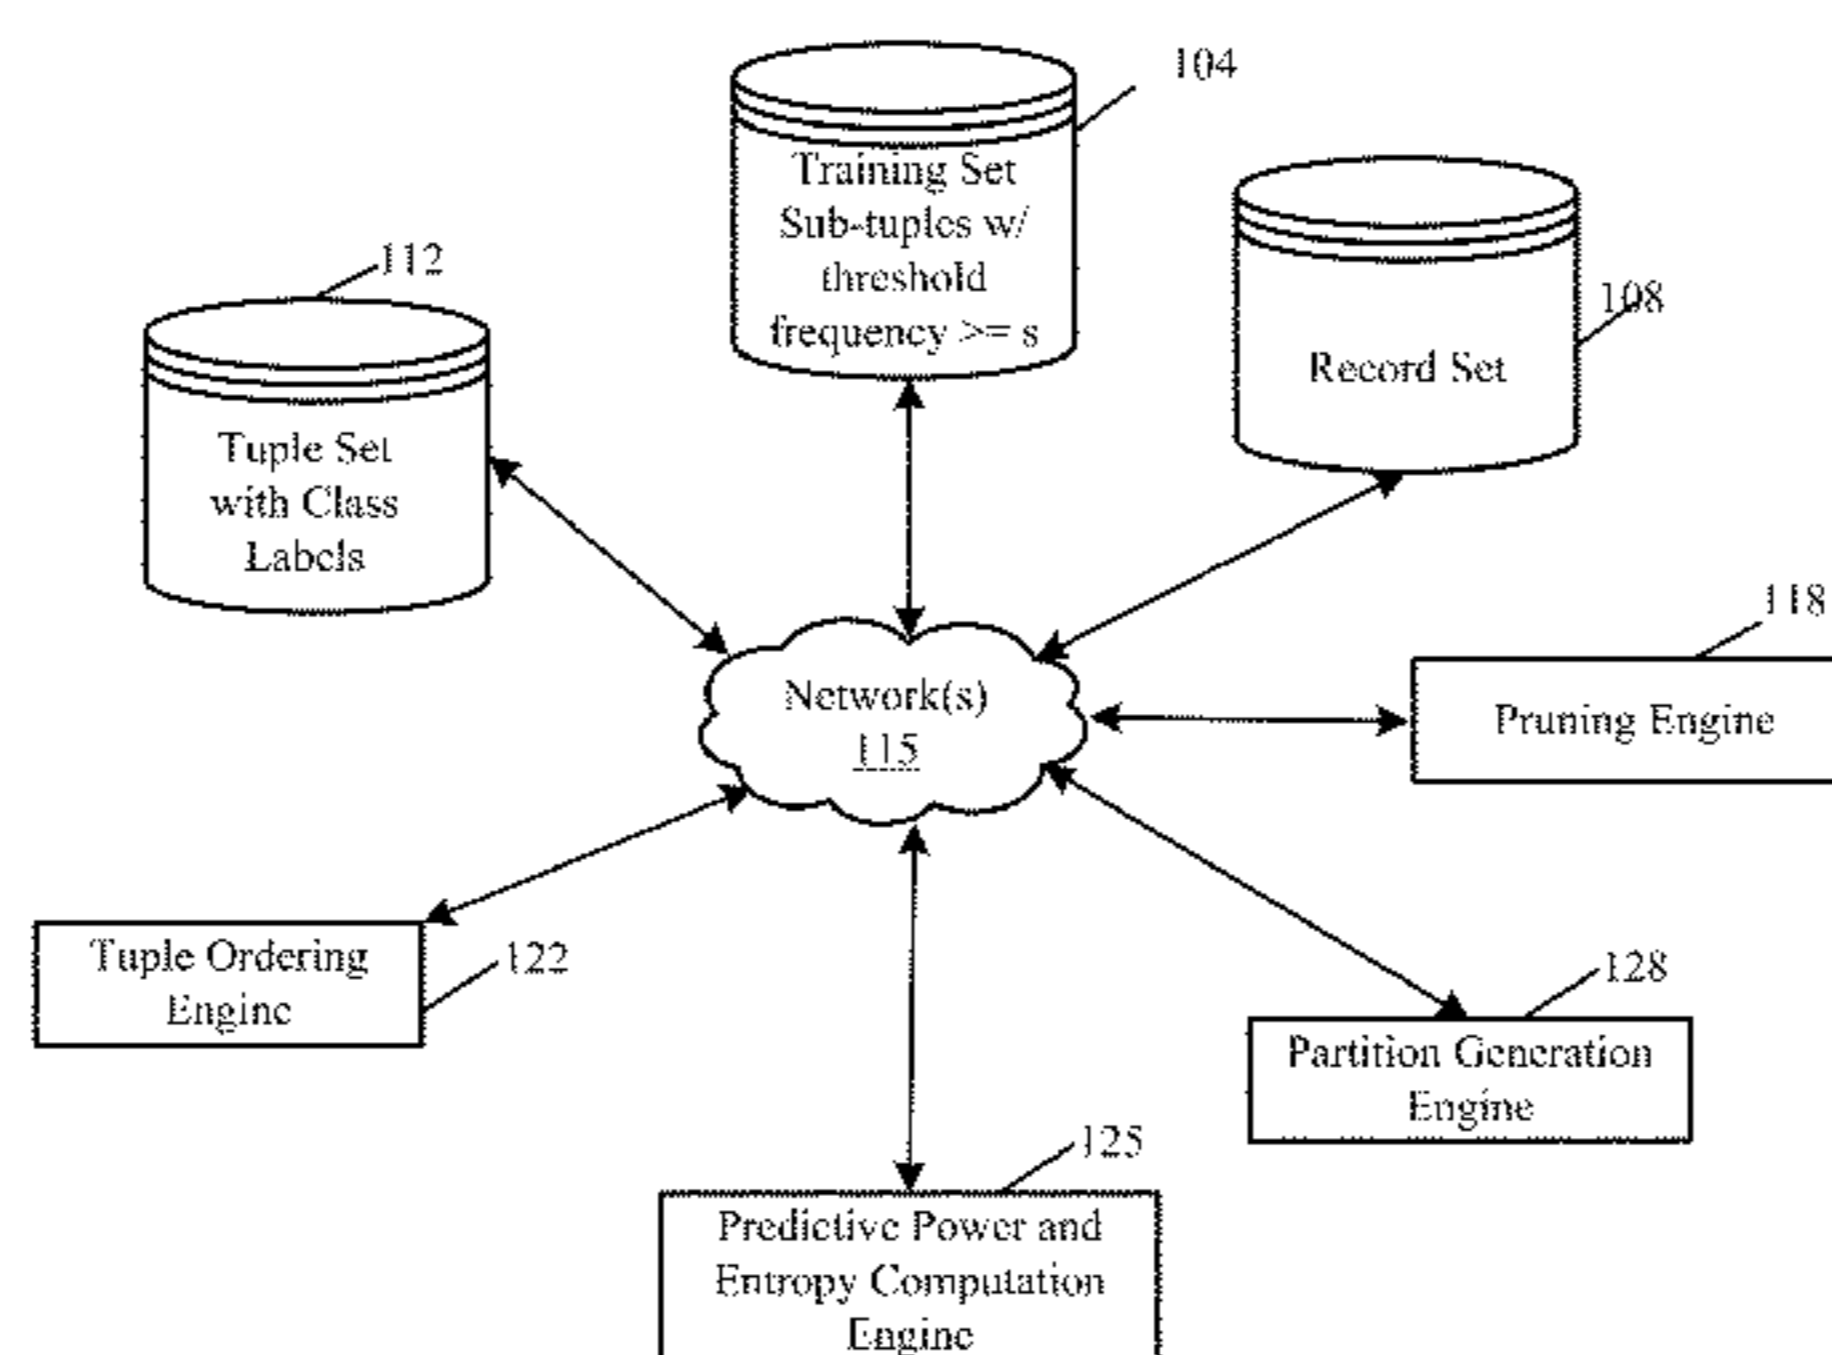 104
Training Set
Sub-tuples w/
threshold
frequency >= s
108
Record Set
112
Tuple Set
with Class
Labels
Network(s)
115
118
Pruning Engine
Tuple Ordering
Engine
122
128
Partition Generation
Engine
125
Predictive Power and
Entropy Computation
Engine